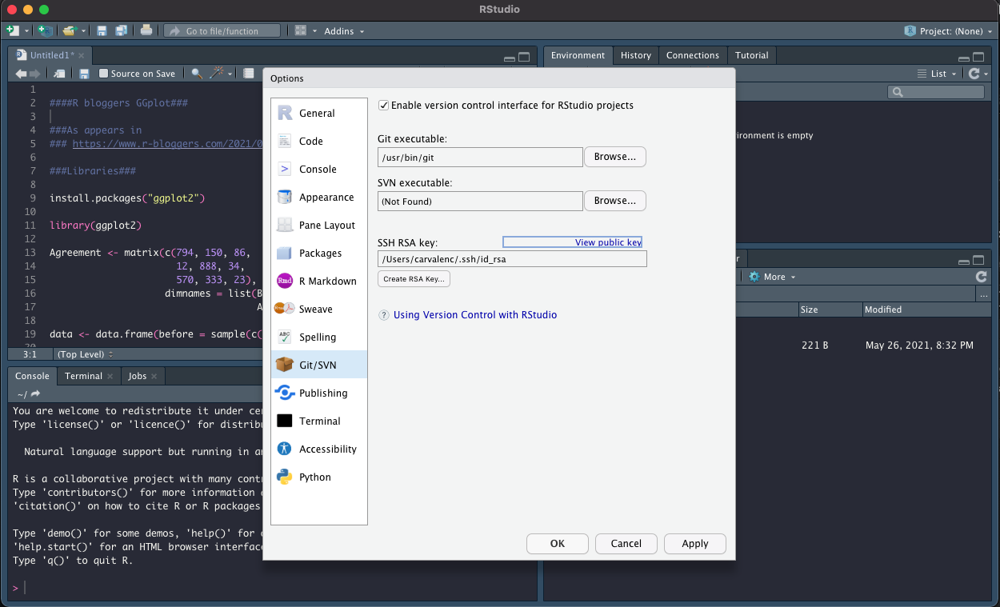 RStudio
Go to file/function
Addins
Project: (None)
Untitled1*
Source on Save
1
2 ####R bloggers GGplot###
3
4 ###As appears in
5 ### https://www.r-bloggers.com/2021/0
6
7 ###Libraries###
8
9 install.packages("ggplot2")
10
11 library(ggplot2)
12
13 Agreement <- matrix(c(794, 150, 86,
14 12, 888, 34,
15 570, 333, 23),
16 dimnames = list(B
17 A
18
19 data <- data.frame(before = sample(c(
20
3:1 (Top Level)
Console Terminal Jobs
~/
You are welcome to redistribute it under cer
Type 'license()' or 'licence()' for distribu
Natural language support but running in an
R is a collaborative project with many contr
Type 'contributors()' for more information
'citation()' on how to cite R or R packages
Type 'demo()' for some demos, 'help()' for
'help.start()' for an HTML browser interface
Type 'q()' to quit R.
>
Options
General
Code
Console
Appearance
Pane Layout
Packages
Rmd R Markdown
Sweave
ABC Spelling
Git/SVN
Publishing
Terminal
Accessibility
Python
Enable version control interface for RStudio projects
Git executable:
/usr/bin/git Browse...
SVN executable:
(Not Found) Browse...
SSH RSA key: View public key
/Users/carvalenc/.ssh/id_rsa
Create RSA Key...
? Using Version Control with RStudio
OK Cancel Apply
Environment History Connections Tutorial
List
ironment is empty
r
More
...
Size Modified
221 B May 26, 2021, 8:32 PM